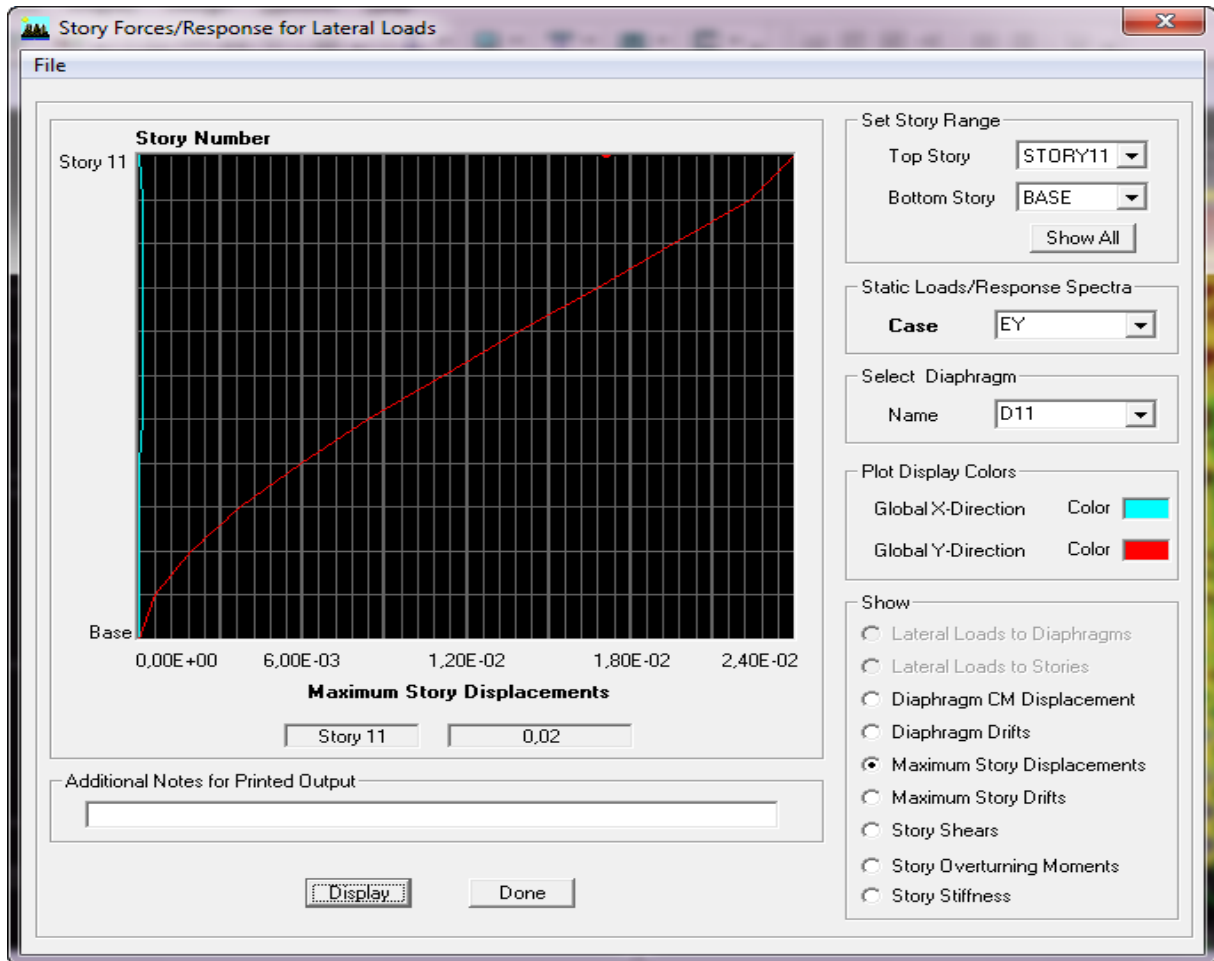 Story Forces/Response for Lateral Loads
File
Story Number
Story 11
Base
0,00E+00 6,00E-03 1,20E-02 1,80E-02 2,40E-02
Maximum Story Displacements
Story 11 0,02
Additional Notes for Printed Output
Display Done
Set Story Range
Top Story STORY11
Bottom Story BASE
Show All
Static Loads/Response Spectra
Case EY
Select Diaphragm
Name D11
Plot Display Colors
Global X-Direction Color
Global Y-Direction Color
Show
Lateral Loads to Diaphragms
Lateral Loads to Stories
Diaphragm CM Displacement
Diaphragm Drifts
Maximum Story Displacements
Maximum Story Drifts
Story Shears
Story Overturning Moments
Story Stiffness